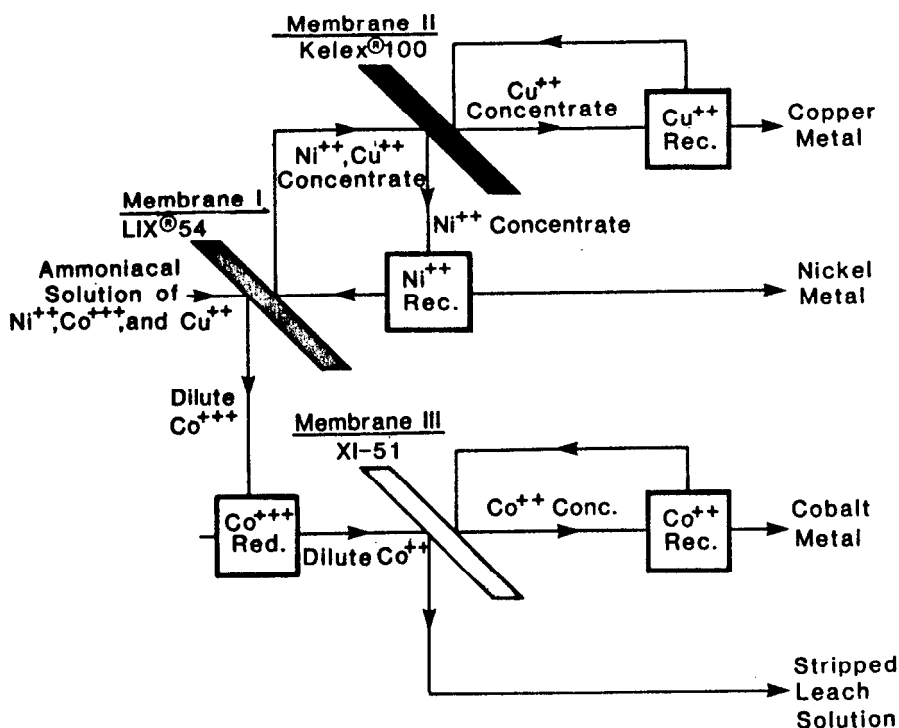 Membrane II
Kelex®100
Cu++
Concentrate
Cu++
Rec.
Copper
Metal
Ni++,Cu++
Concentrate
Membrane I
LIX®54
Ni++ Concentrate
Ammoniacal
Solution of
Ni++,Co+++,and Cu++
Ni++
Rec.
Nickel
Metal
Dilute
Co+++
Membrane III
XI-51
Co+++
Red.
Dilute Co++
Co++ Conc.
Co++
Rec.
Cobalt
Metal
Stripped
Leach
Solution